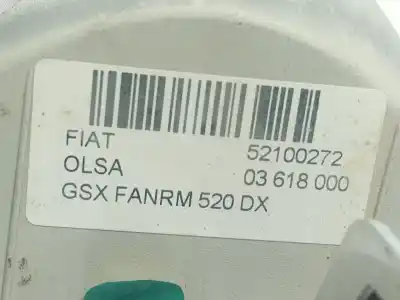 FIAT 52100272
OLSA 03 618 000
GSX FANRM 520 DX